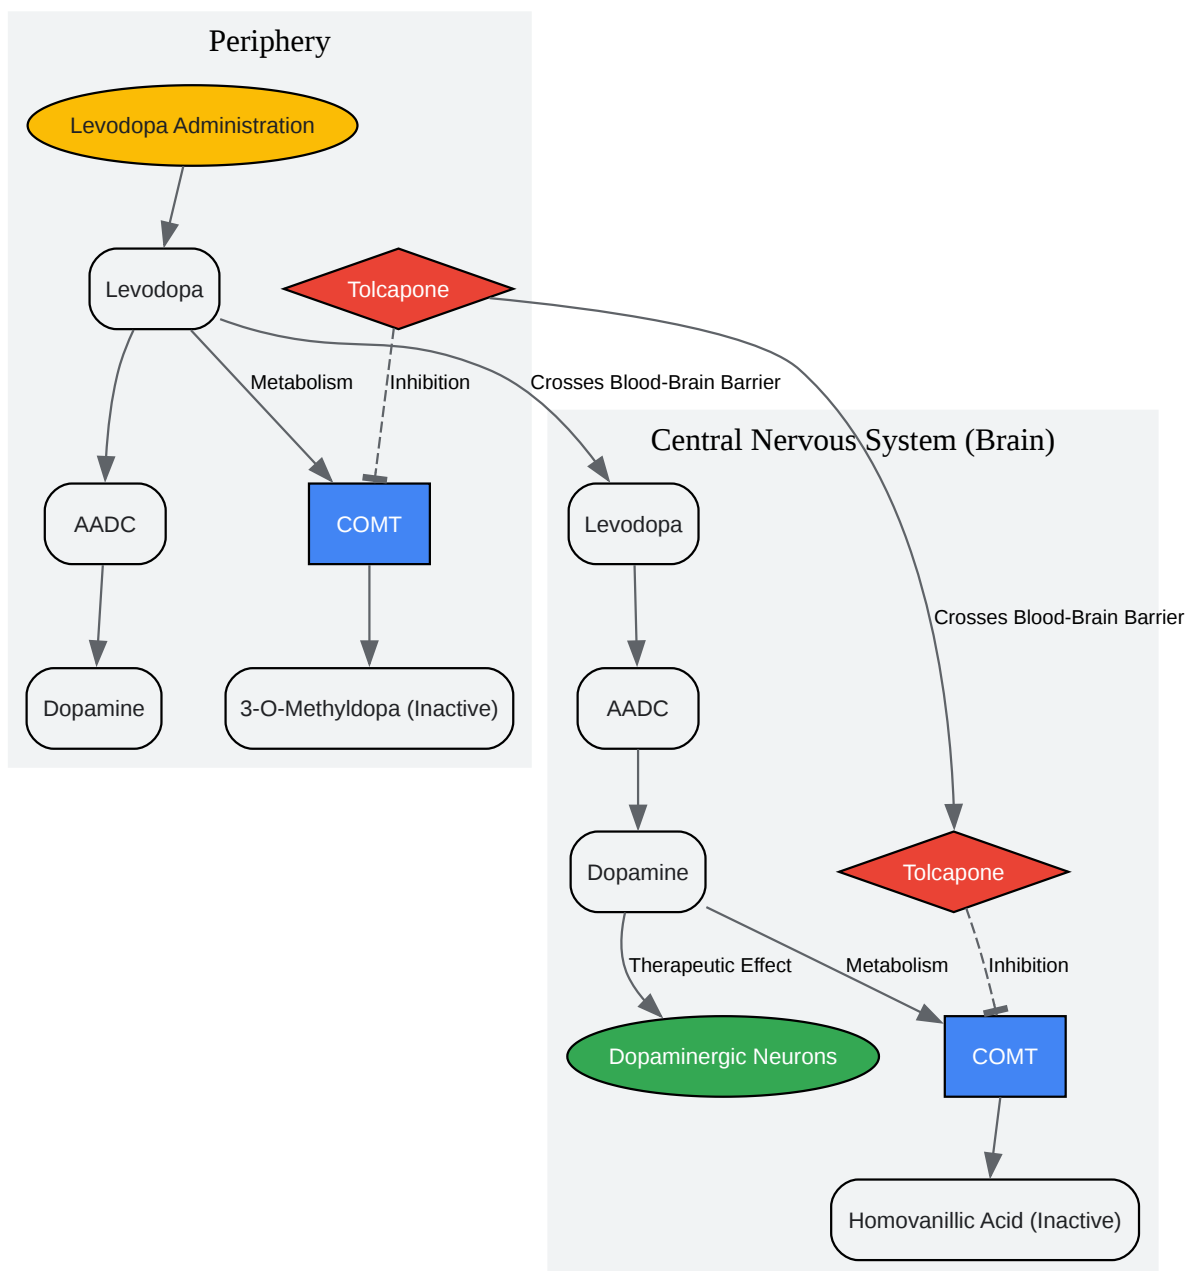 Periphery
Levodopa Administration
Levodopa
Tolcapone
Metabolism
Inhibition
Crosses Blood-Brain Barrier
AADC
COMT
Dopamine
3-O-Methyldopa (Inactive)
Central Nervous System (Brain)
Levodopa
Crosses Blood-Brain Barrier
AADC
Dopamine
Tolcapone
Therapeutic Effect
Metabolism
Inhibition
Dopaminergic Neurons
COMT
Homovanillic Acid (Inactive)